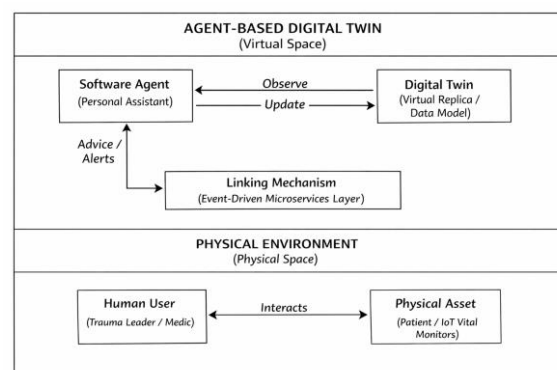 AGENT-BASED DIGITAL TWIN
(Virtual Space)
Software Agent
(Personal Assistant)
Observe
Update
Digital Twin
(Virtual Replica /
Data Model)
Advice /
Alerts
Linking Mechanism
(Event-Driven Microservices Layer)
PHYSICAL ENVIRONMENT
(Physical Space)
Human User
(Trauma Leader / Medic)
Interacts
Physical Asset
(Patient / IoT Vital
Monitors)